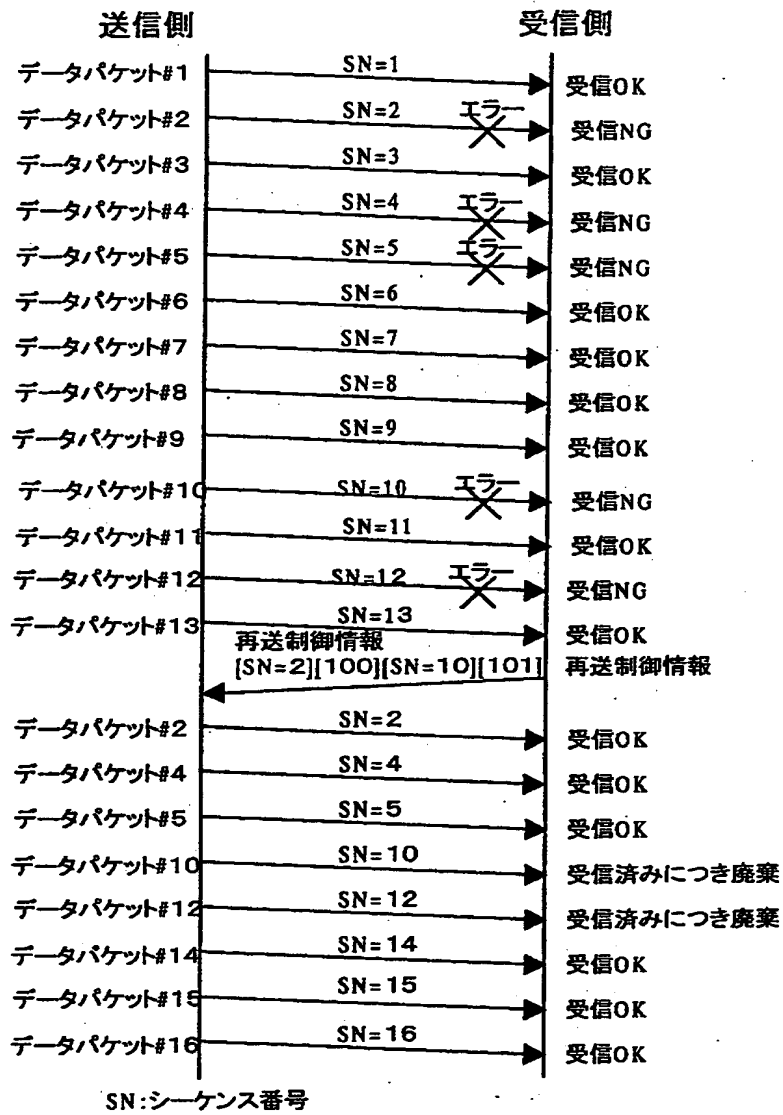 送信側 受信側
データパケット#1 SN=1 受信OK
データパケット#2 SN=2 エラー 受信NG
データパケット#3 SN=3 受信OK
データパケット#4 SN=4 エラー 受信NG
データパケット#5 SN=5 エラー 受信NG
データパケット#6 SN=6 受信OK
データパケット#7 SN=7 受信OK
データパケット#8 SN=8 受信OK
データパケット#9 SN=9 受信OK
データパケット#10 SN=10 エラー 受信NG
データパケット#11 SN=11 受信OK
データパケット#12 SN=12 エラー 受信NG
データパケット#13 SN=13 受信OK
再送制御情報
[SN=2][100][SN=10][101] 再送制御情報
データパケット#2 SN=2 受信OK
データパケット#4 SN=4 受信OK
データパケット#5 SN=5 受信OK
データパケット#10 SN=10 受信済みにつき廃棄
データパケット#12 SN=12 受信済みにつき廃棄
データパケット#14 SN=14 受信OK
データパケット#15 SN=15 受信OK
データパケット#16 SN=16 受信OK
SN:シーケンス番号